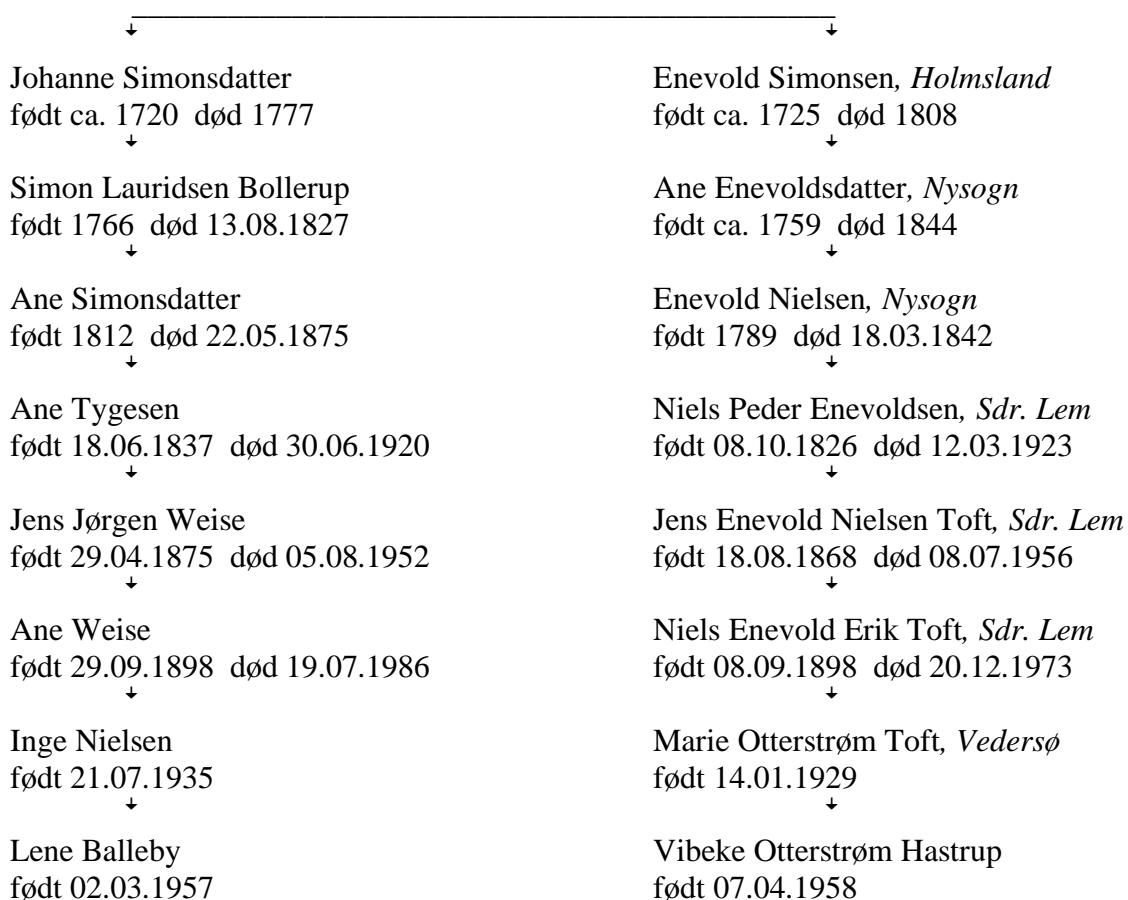 Johanne Simonsdatter
født ca. 1720  død 1777
Simon Lauridsen Bollerup
født 1766  død 13.08.1827
Ane Simonsdatter
født 1812  død 22.05.1875
Ane Tygesen
født 18.06.1837  død 30.06.1920
Jens Jørgen Weise
født 29.04.1875  død 05.08.1952
Ane Weise
født 29.09.1898  død 19.07.1986
Inge Nielsen
født 21.07.1935
Lene Balleby
født 02.03.1957
Enevold Simonsen, Holmsland
født ca. 1725  død 1808
Ane Enevoldsdatter, Nysogn
født ca. 1759  død 1844
Enevold Nielsen, Nysogn
født 1789  død 18.03.1842
Niels Peder Enevoldsen, Sdr. Lem
født 08.10.1826  død 12.03.1923
Jens Enevold Nielsen Toft, Sdr. Lem
født 18.08.1868  død 08.07.1956
Niels Enevold Erik Toft, Sdr. Lem
født 08.09.1898  død 20.12.1973
Marie Otterstrøm Toft, Vedersø
født 14.01.1929
Vibeke Otterstrøm Hastrup
født 07.04.1958